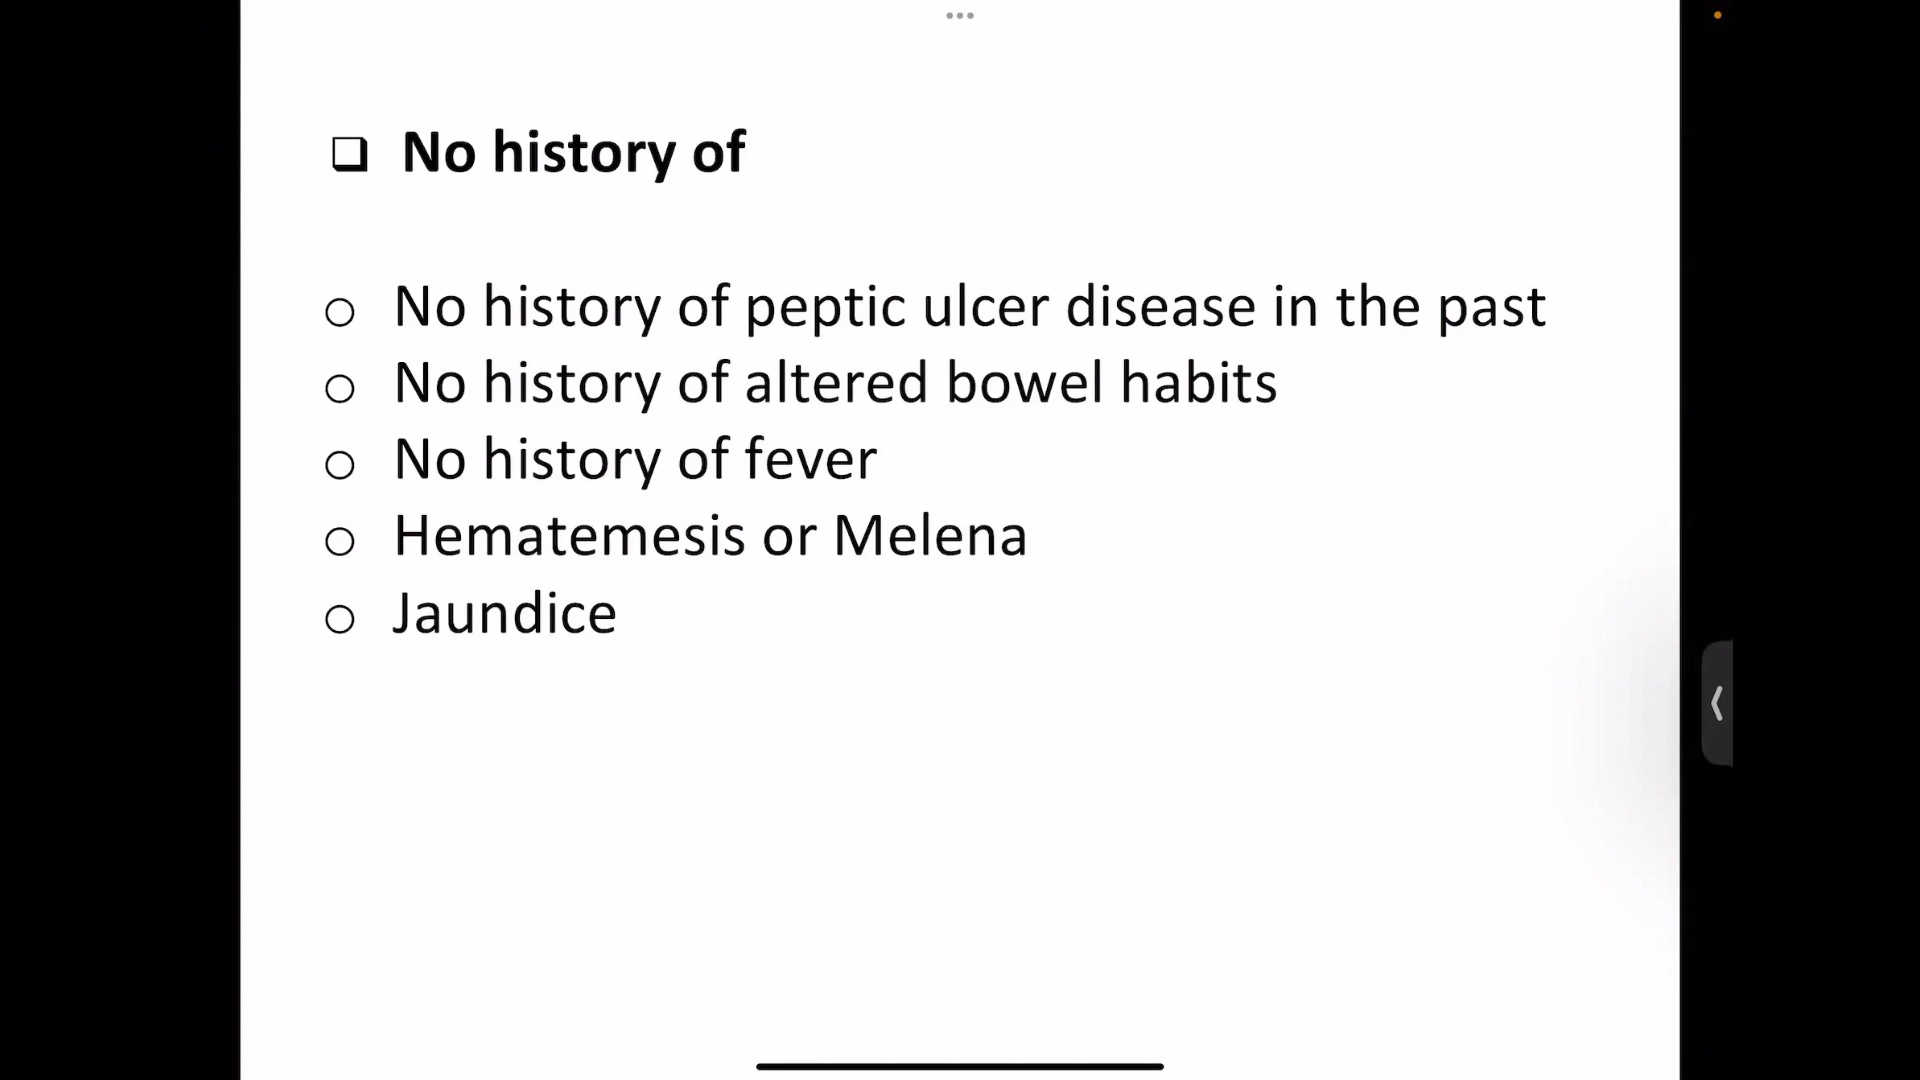 No history of
No history of peptic ulcer disease in the past
No history of altered bowel habits
No history of fever
Hematemesis or Melena
Jaundice